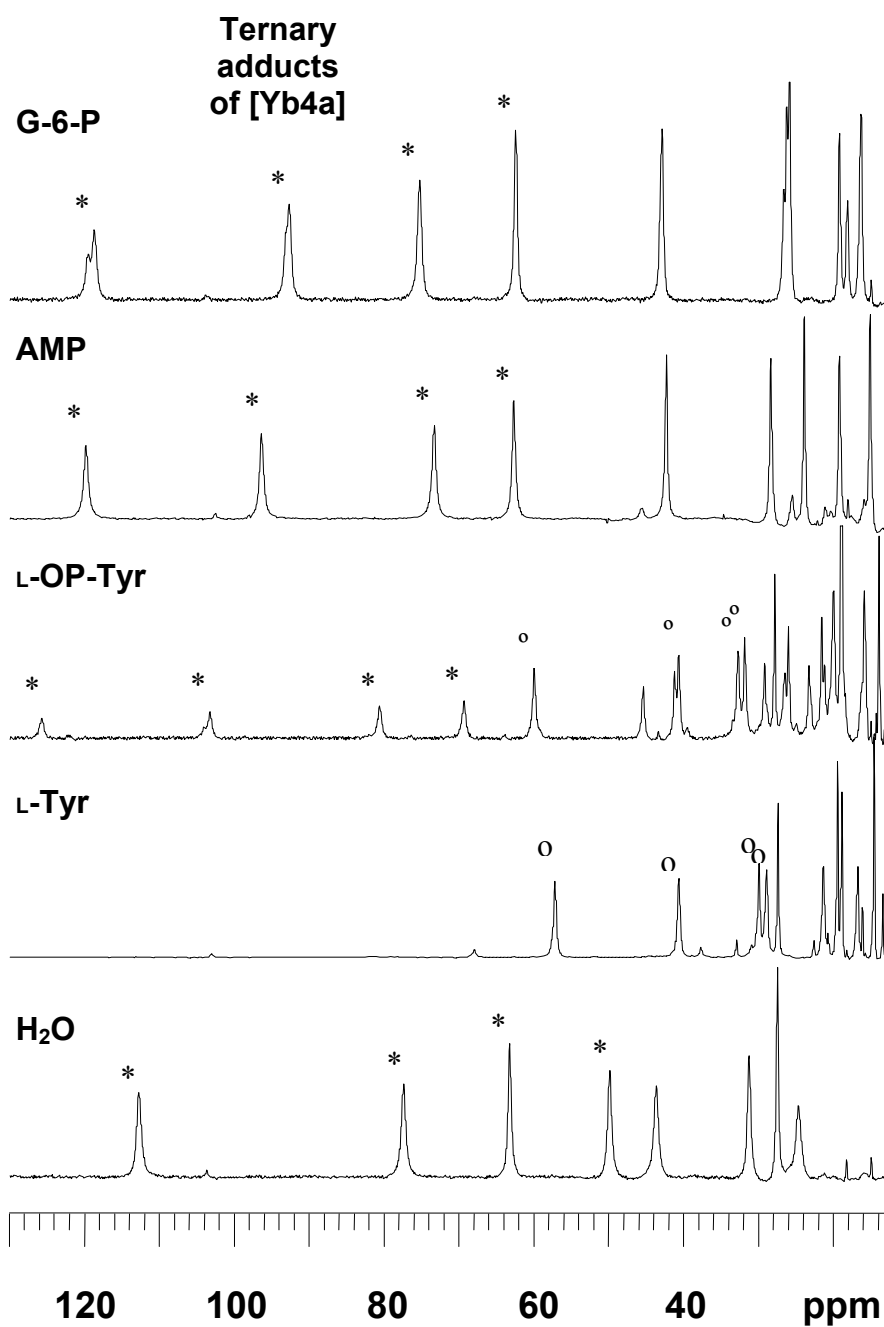 Ternary
adducts
of [Yb4a]
G-6-P
* * * *
AMP
* * * *
L-OP-Tyr
* * * * o o o o
L-Tyr
o o o o
H₂O
* * * *
120 100 80 60 40 ppm